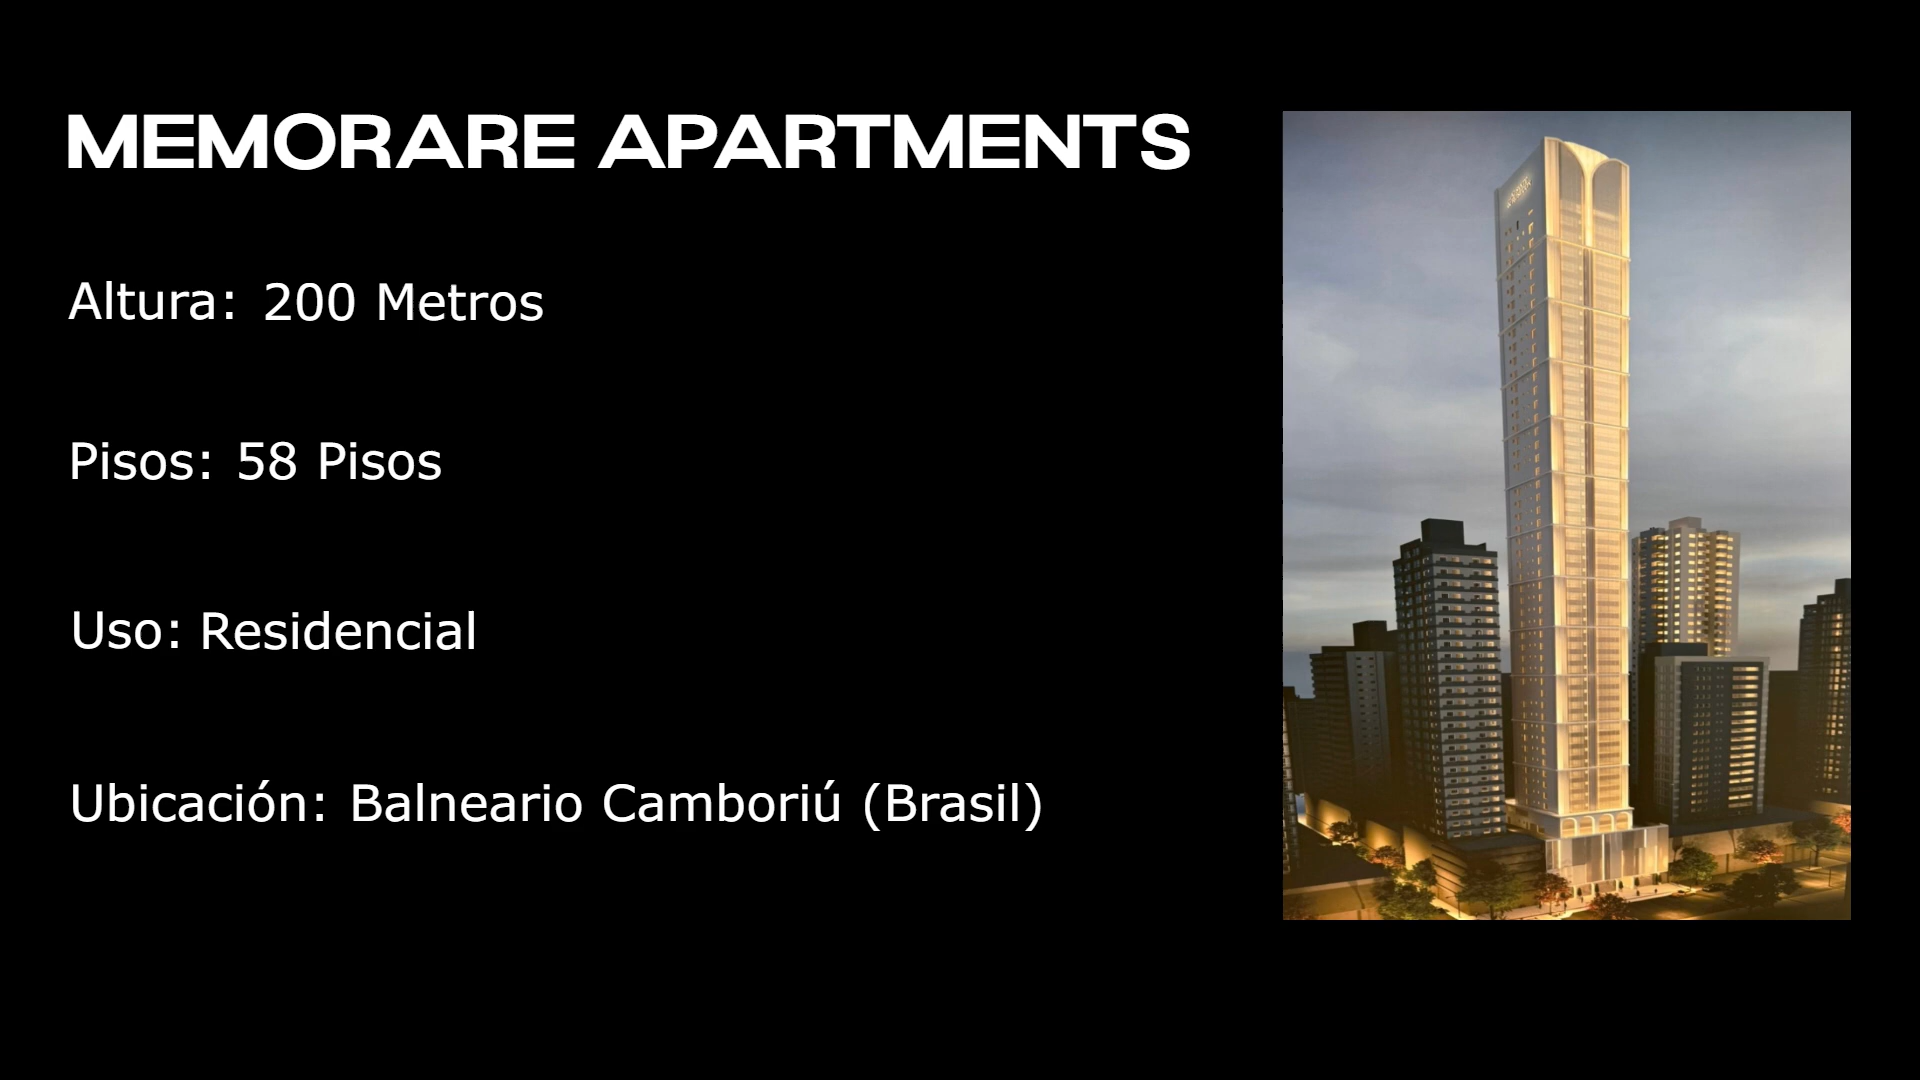 MEMORARE APARTMENTS
Altura: 200 Metros
Pisos: 58 Pisos
Uso: Residencial
Ubicación: Balneario Camboriú (Brasil)